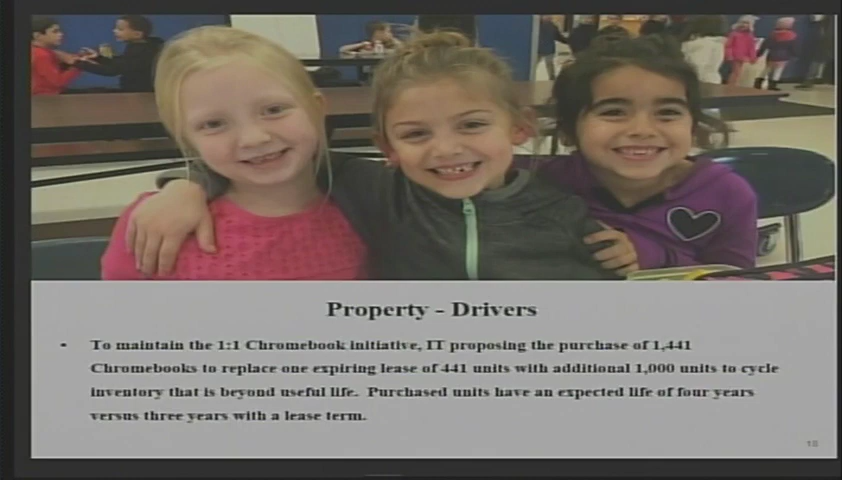 Property - Drivers
• To maintain the 1:1 Chromebook initiative, IT proposing the purchase of 1,441
Chromebooks to replace one expiring lease of 441 units with additional 1,000 units to cycle
inventory that is beyond useful life. Purchased units have an expected life of four years
versus three years with a lease term.
18